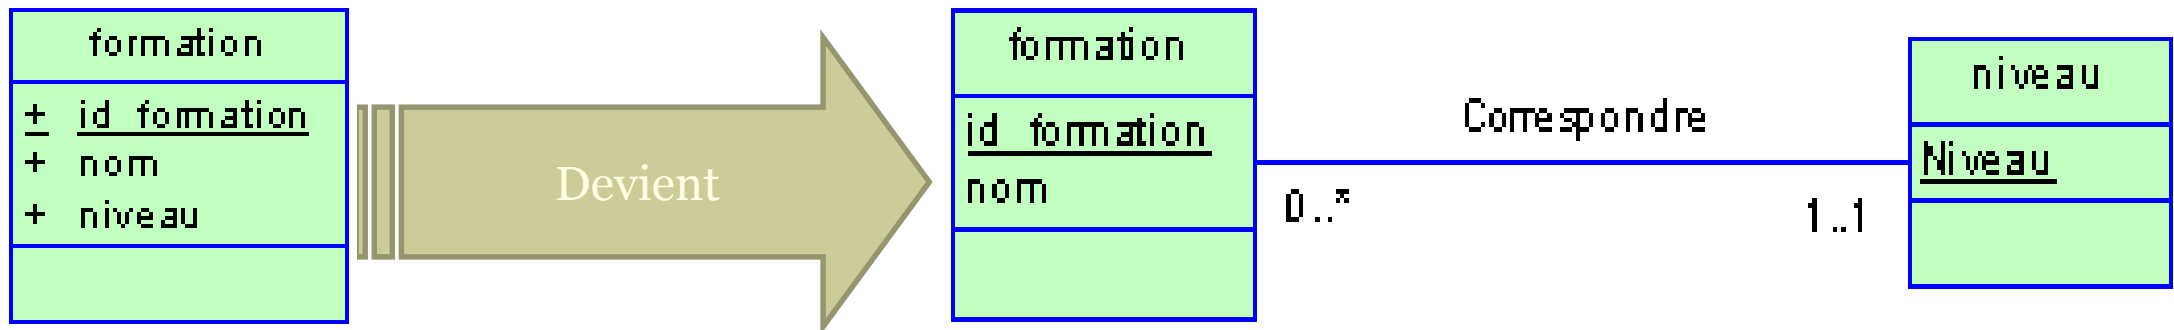 formation
+ id_formation
+ nom
+ niveau
Devient
formation
id_formation
nom
Correspondre
0..*
1..1
niveau
Niveau